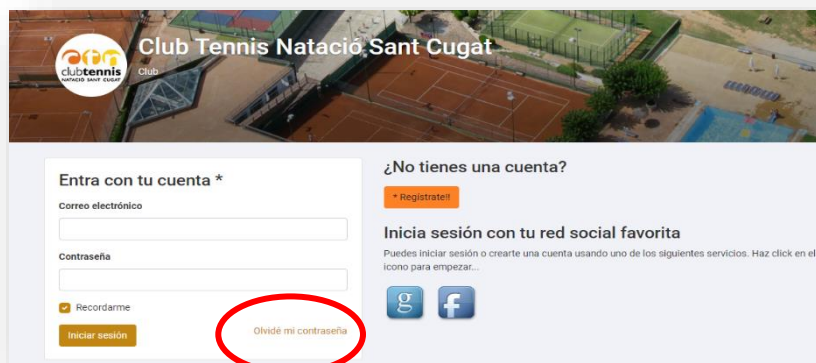 Club Tennis Natació Sant Cugat
Club
clubtennis
NATACIÓ SANT CUGAT
Entra con tu cuenta *
Correo electrónico
Contraseña
Recordarme
Iniciar sesión
Olvidé mi contraseña
¿No tienes una cuenta?
* Regístrate!!
Inicia sesión con tu red social favorita
Puedes iniciar sesión o crearte una cuenta usando uno de los siguientes servicios. Haz click en el
icono para empezar...
g
f